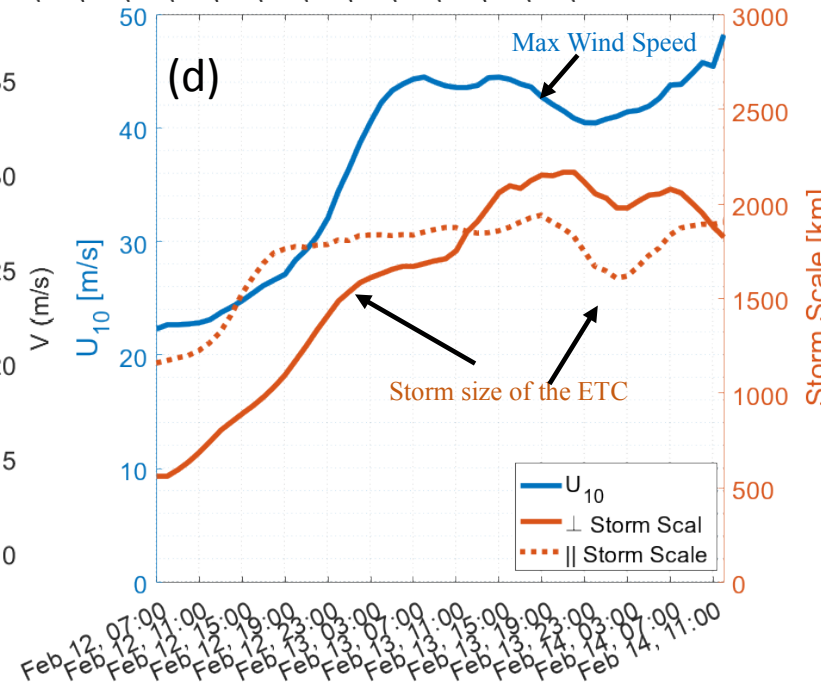 50
40
30
20
10
0
U10 [m/s]
V (m/s)
25
(d)
Max Wind Speed
Storm size of the ETC
U10
⊥ Storm Scal
|| Storm Scale
3000
2500
2000
1500
1000
500
0
Storm Scale [km]
Feb 12, 07:00
Feb 12, 11:00
Feb 12, 15:00
Feb 12, 19:00
Feb 12, 23:00
Feb 13, 03:00
Feb 13, 07:00
Feb 13, 11:00
Feb 13, 15:00
Feb 13, 19:00
Feb 13, 23:00
Feb 14, 03:00
Feb 14, 07:00
Feb 14, 11:00